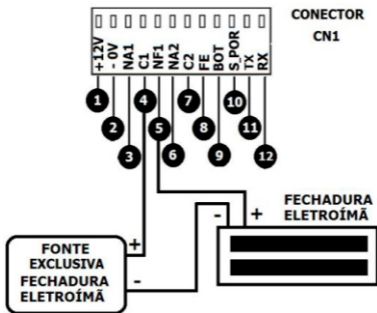 CONECTOR
CN1
+12V
- 0V
NA1
C1
NF1
NA2
C2
FE
BOT
S_POR
TX
RX
1
4
7
10
2
5
8
11
3
6
9
12
FECHADURA
ELETROÍMÃ
- +
+
FONTE
EXCLUSIVA
FECHADURA
ELETROÍMÃ
-